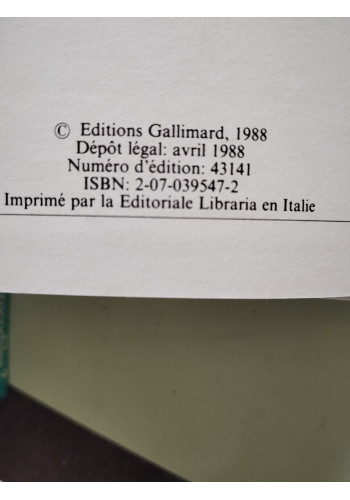 © Editions Gallimard, 1988
Dépôt légal: avril 1988
Numéro d'édition: 43141
ISBN: 2-07-039547-2
Imprimé par la Editoriale Libraria en Italie